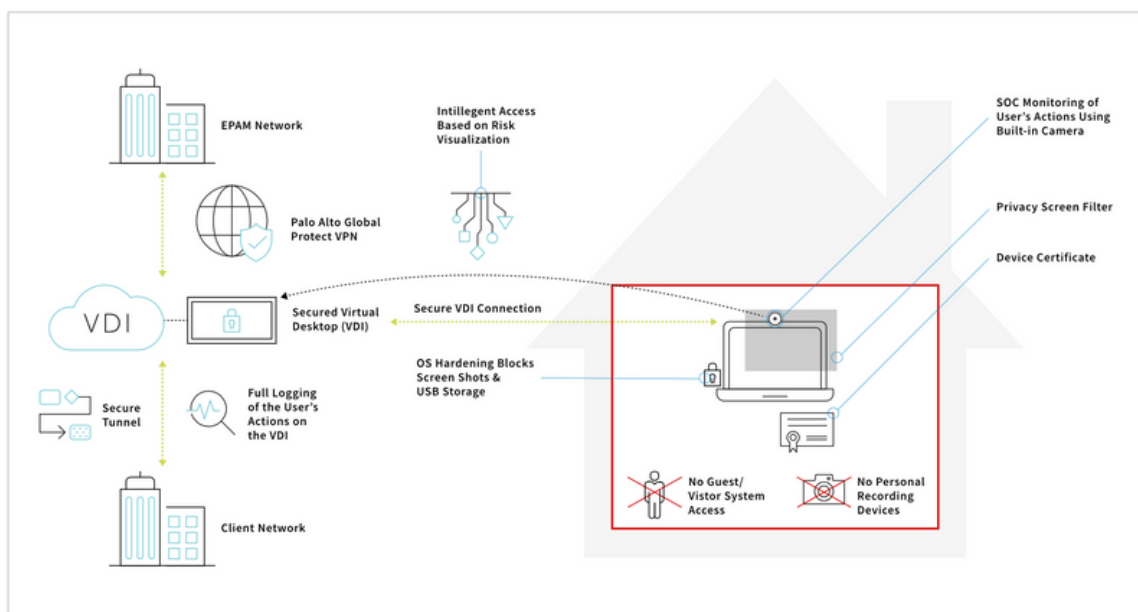 EPAM Network
Palo Alto Global
Protect VPN
Intillegent Access
Based on Risk
Visualization
SOC Monitoring of
User's Actions Using
Built-in Camera
Privacy Screen Filter
Device Certificate
VDI
Secured Virtual
Desktop (VDI)
Secure VDI Connection
OS Hardening Blocks
Screen Shots &
USB Storage
Secure
Tunnel
Full Logging
of the User's
Actions on
the VDI
No Guest/
Vistor System
Access
No Personal
Recording
Devices
Client Network